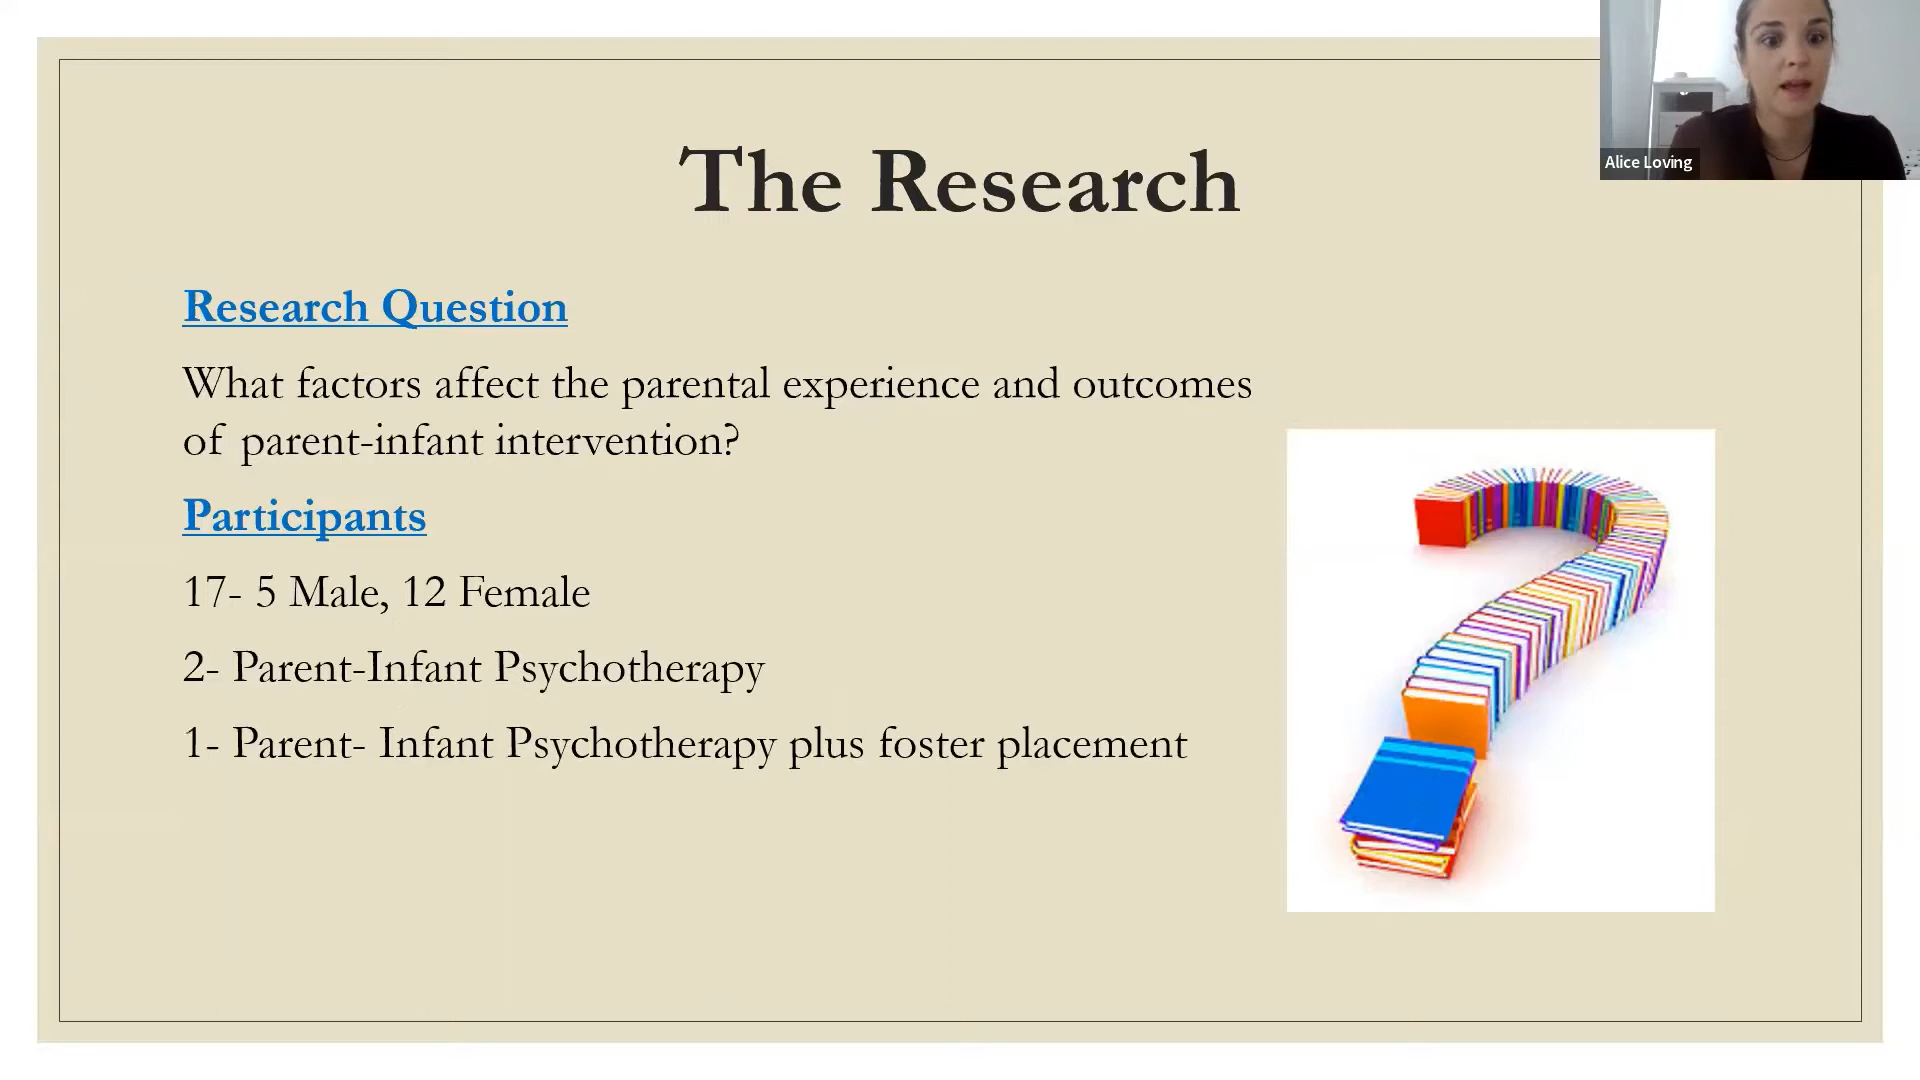 The Research
Alice Loving
Research Question
What factors affect the parental experience and outcomes
of parent-infant intervention?
Participants
17- 5 Male, 12 Female
2- Parent-Infant Psychotherapy
1- Parent- Infant Psychotherapy plus foster placement